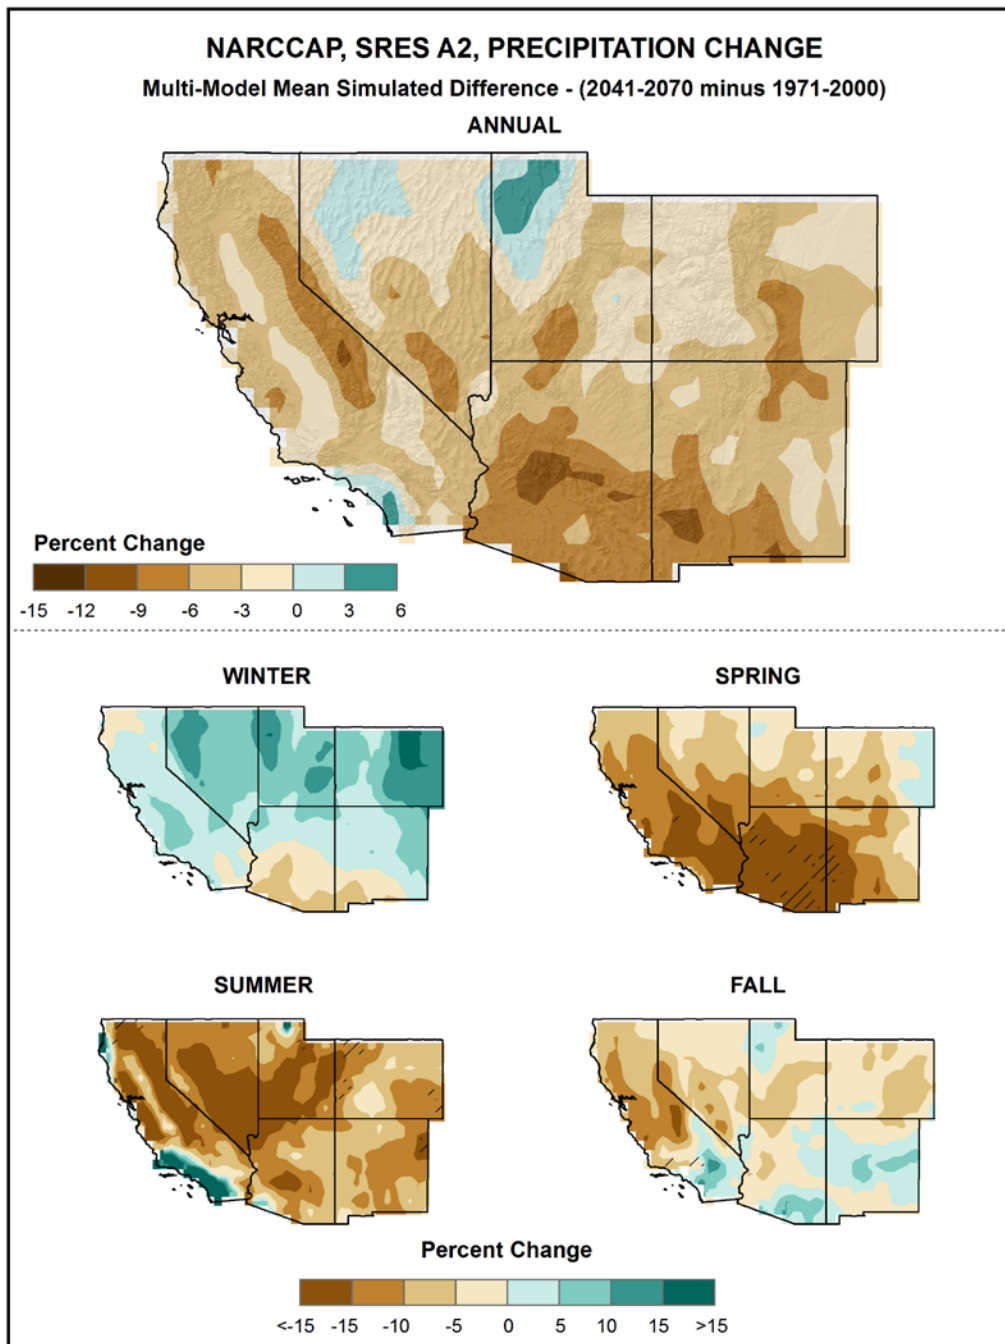 NARCCAP, SRES A2, PRECIPITATION CHANGE
Multi-Model Mean Simulated Difference - (2041-2070 minus 1971-2000)
ANNUAL
Percent Change
-15 -12 -9 -6 -3 0 3 6
WINTER
SPRING
SUMMER
FALL
Percent Change
<-15 -15 -10 -5 0 5 10 15 >15